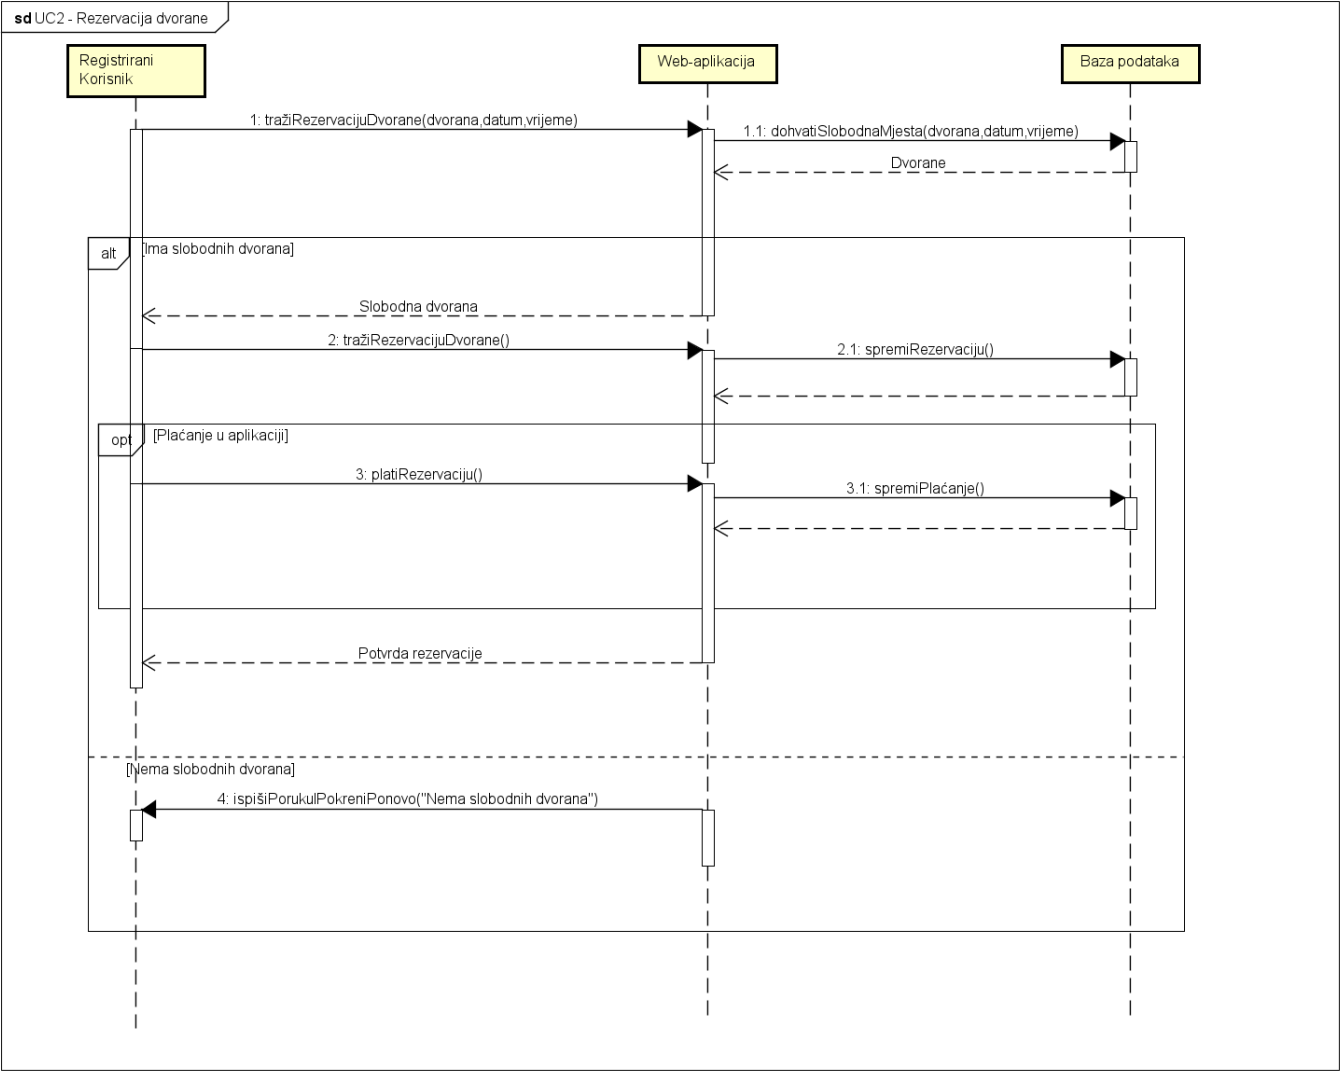 sd UC2 - Rezervacija dvorane
Registrirani
Korisnik
Web-aplikacija
Baza podataka
1: tražiRezervacijuDvorane(dvorana,datum,vrijeme)
1.1: dohvatiSlobodnaMjesta(dvorana,datum,vrijeme)
Dvorane
alt
[Ima slobodnih dvorana]
Slobodna dvorana
2: tražiRezervacijuDvorane()
2.1: spremiRezervaciju()
opt
[Plaćanje u aplikaciji]
3: platiRezervaciju()
3.1: spremiPlaćanje()
Potvrda rezervacije
[Nema slobodnih dvorana]
4: ispišiPorukuIPokreniPonovo("Nema slobodnih dvorana")